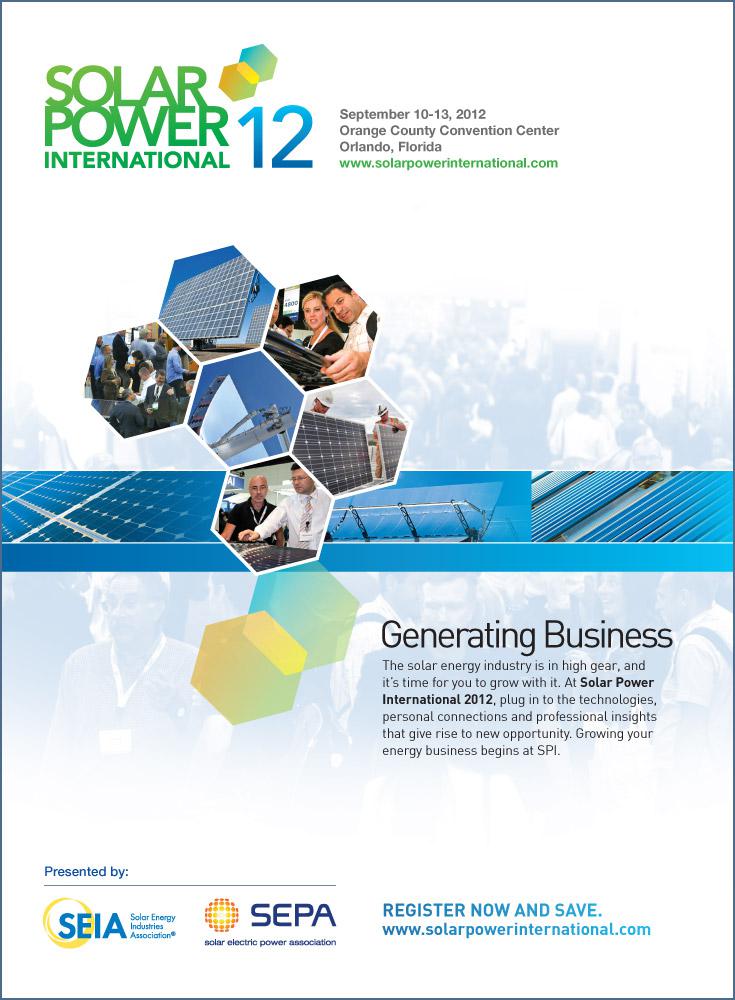 SOLAR
POWER
INTERNATIONAL 12
September 10-13, 2012
Orange County Convention Center
Orlando, Florida
www.solarpowerinternational.com
4800
Generating Business
The solar energy industry is in high gear, and
it's time for you to grow with it. At Solar Power
International 2012, plug in to the technologies,
personal connections and professional insights
that give rise to new opportunity. Growing your
energy business begins at SPI.
Presented by:
SEIA Solar Energy
Industries
Association®
SEPA
solar electric power association
REGISTER NOW AND SAVE.
www.solarpowerinternational.com